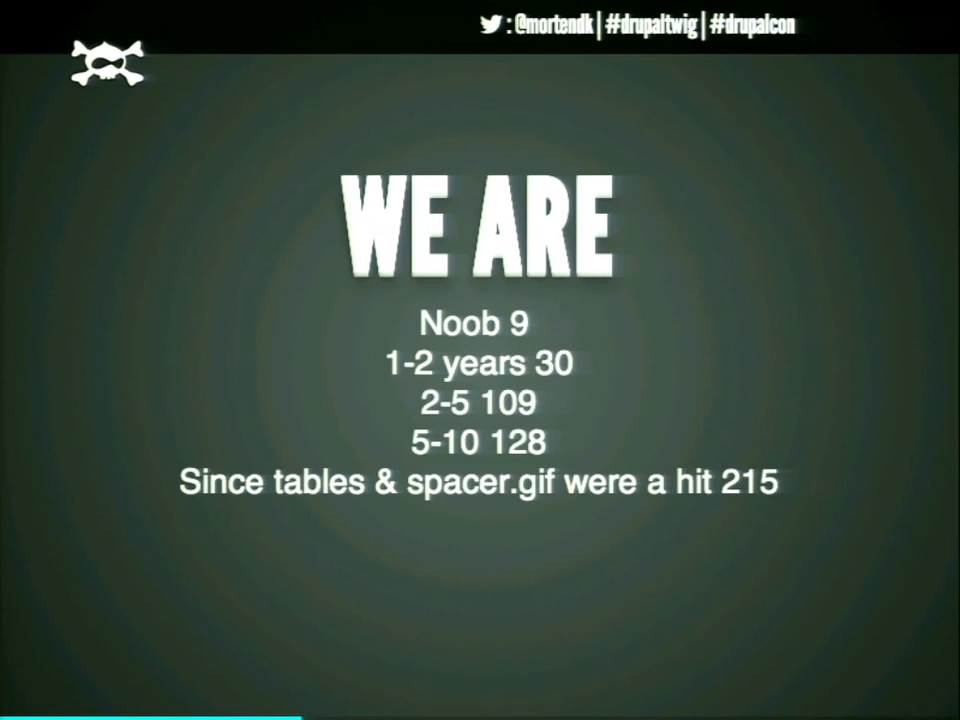 : @mortendk | #drupaltwig | #drupalcon
WE ARE
Noob 9
1-2 years 30
2-5 109
5-10 128
Since tables & spacer.gif were a hit 215